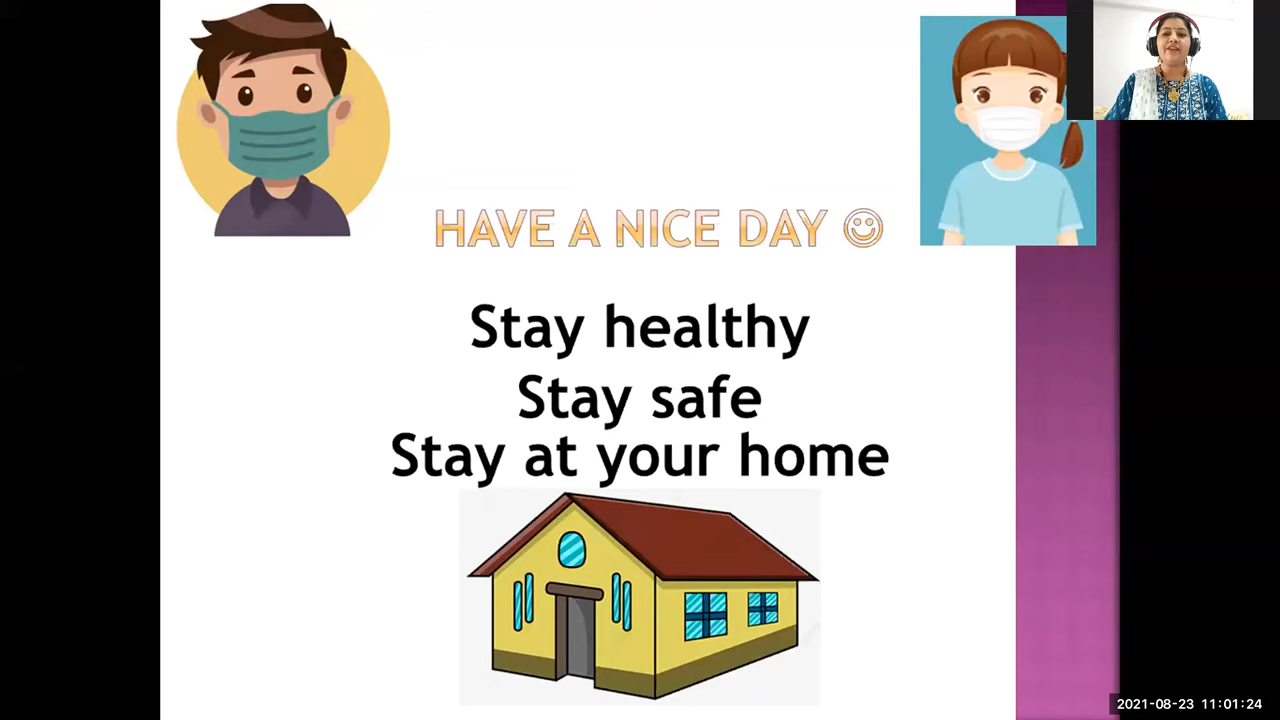 HAVE A NICE DAY ☺
Stay healthy
Stay safe
Stay at your home
2021-08-23 11:01:24